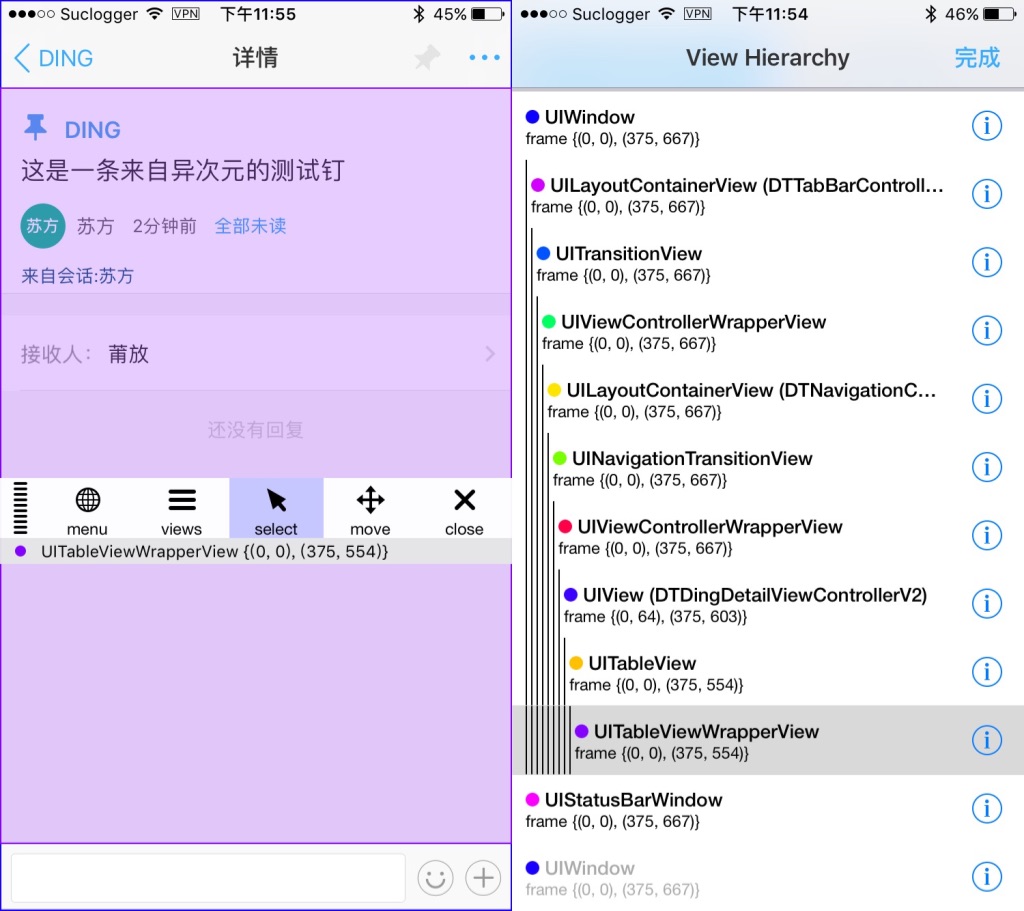 Suclogger VPN 下午11:55 45%
DING 详情
DING
这是一条来自异次元的测试钉
苏方 苏方 2分钟前 全部未读
来自会话:苏方
接收人: 莆放
还没有回复
menu views select move close
UITableViewWrapperView {(0, 0), (375, 554)}
Suclogger VPN 下午11:54 46%
View Hierarchy 完成
UIWindow
frame {(0, 0), (375, 667)}
UILayoutContainerView (DTTabBarControll...
frame {(0, 0), (375, 667)}
UITransitionView
frame {(0, 0), (375, 667)}
UIViewControllerWrapperView
frame {(0, 0), (375, 667)}
UILayoutContainerView (DTNavigationC...
frame {(0, 0), (375, 667)}
UINavigationTransitionView
frame {(0, 0), (375, 667)}
UIViewControllerWrapperView
frame {(0, 0), (375, 667)}
UIView (DTDingDetailViewControllerV2)
frame {(0, 64), (375, 603)}
UITableView
frame {(0, 0), (375, 554)}
UITableViewWrapperView
frame {(0, 0), (375, 554)}
UIStatusBarWindow
frame {(0, 0), (375, 667)}
UIWindow
frame {(0, 0), (375, 667)}